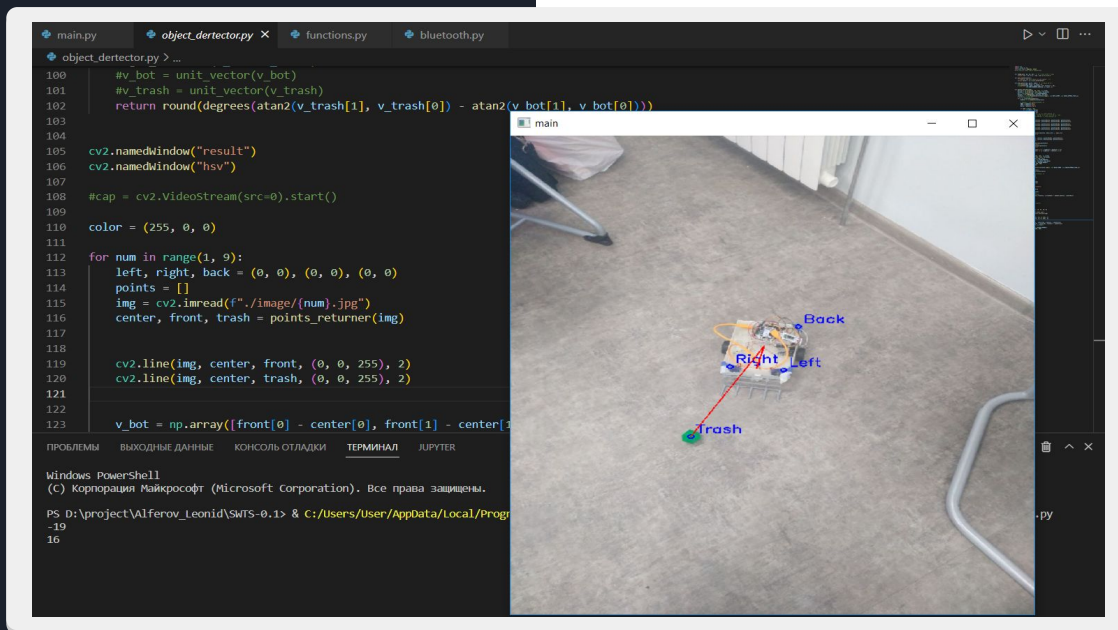 main.py object_dertector.py functions.py bluetooth.py
object_dertector.py > ...
100 #v_bot = unit_vector(v_bot)
101 #v_trash = unit_vector(v_trash)
102 return round(degrees(atan2(v_trash[1], v_trash[0]) - atan2(v_bot[1], v_bot[0])))
103
104
105 cv2.namedWindow("result")
106 cv2.namedWindow("hsv")
107
108 #cap = cv2.VideoStream(src=0).start()
109
110 color = (255, 0, 0)
111
112 for num in range(1, 9):
113 left, right, back = (0, 0), (0, 0), (0, 0)
114 points = []
115 img = cv2.imread(f"./image/{num}.jpg")
116 center, front, trash = points_returner(img)
117
118
119 cv2.line(img, center, front, (0, 0, 255), 2)
120 cv2.line(img, center, trash, (0, 0, 255), 2)
121
122
123 v_bot = np.array([front[0] - center[0], front[1] - center[1
main
Back
Right Left
Trash
ПРОБЛЕМЫ ВЫХОДНЫЕ ДАННЫЕ КОНСОЛЬ ОТЛАДКИ ТЕРМИНАЛ JUPYTER
Windows PowerShell
(C) Корпорация Майкрософт (Microsoft Corporation). Все права защищены.
PS D:\project\Alferov_Leonid\SWTS-0.1> & C:/Users/User/AppData/Local/Progr .py
-19
16